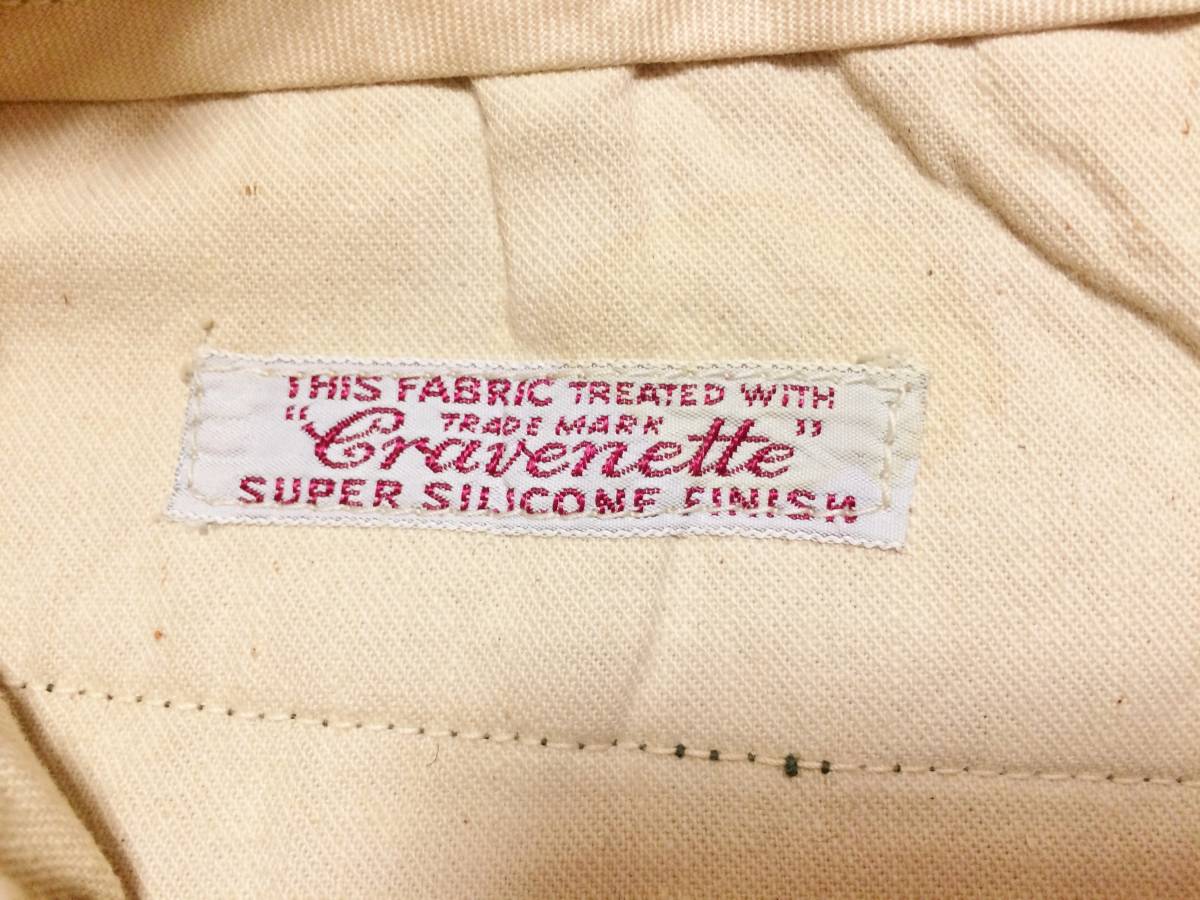 THIS FABRIC TREATED WITH
TRADE MARK
"Cravenette"
SUPER SILICONE FINISH